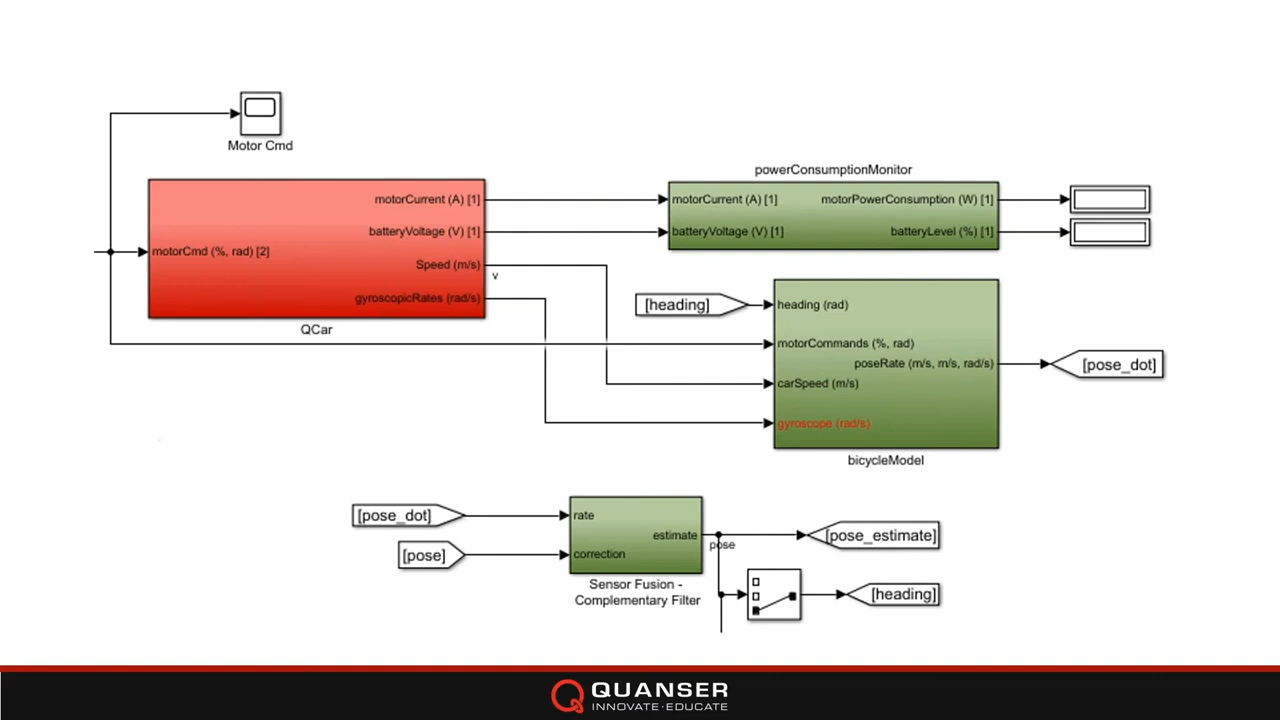 Motor Cmd
powerConsumptionMonitor
motorCurrent (A) [1]
batteryVoltage (V) [1]
motorCmd (%, rad) [2]
Speed (m/s)
v
gyroscopicRates (rad/s)
QCar
motorCurrent (A) [1]
motorPowerConsumption (W) [1]
batteryVoltage (V) [1]
batteryLevel (%) [1]
[heading]
heading (rad)
motorCommands (%, rad)
poseRate (m/s, m/s, rad/s)
[pose_dot]
carSpeed (m/s)
gyroscope (rad/s)
bicycleModel
[pose_dot]
rate
estimate
pose
[pose_estimate]
[pose]
correction
Sensor Fusion -
Complementary Filter
[heading]
QUANSER
INNOVATE·EDUCATE